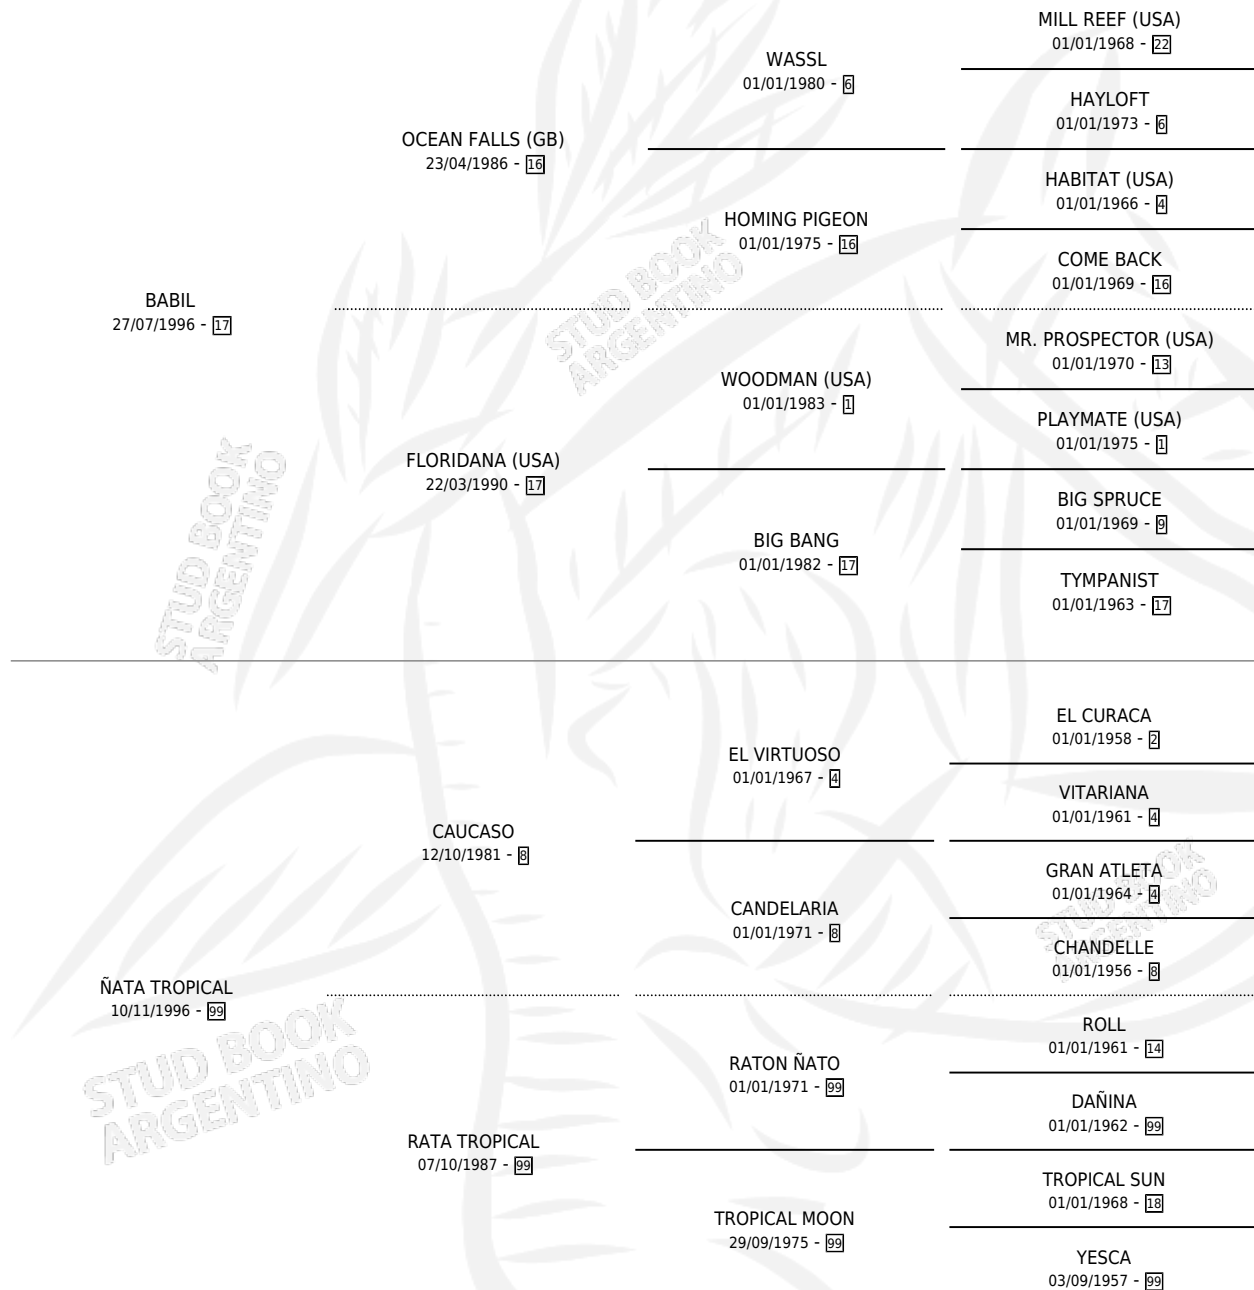 MILL REEF (USA)
01/01/1968 - 22
WASSL
01/01/1980 - 6
HAYLOFT
01/01/1973 - 6
OCEAN FALLS (GB)
23/04/1986 - 16
HABITAT (USA)
01/01/1966 - 4
HOMING PIGEON
01/01/1975 - 16
COME BACK
01/01/1969 - 16
BABIL
27/07/1996 - 17
MR. PROSPECTOR (USA)
01/01/1970 - 13
WOODMAN (USA)
01/01/1983 - 1
PLAYMATE (USA)
01/01/1975 - 1
FLORIDANA (USA)
22/03/1990 - 17
BIG SPRUCE
01/01/1969 - 9
BIG BANG
01/01/1982 - 17
TYMPANIST
01/01/1963 - 17
EL CURACA
01/01/1958 - 2
EL VIRTUOSO
01/01/1967 - 4
VITARIANA
01/01/1961 - 4
CAUCASO
12/10/1981 - 8
GRAN ATLETA
01/01/1964 - 4
CANDELARIA
01/01/1971 - 8
CHANDELLE
01/01/1956 - 8
ÑATA TROPICAL
10/11/1996 - 99
ROLL
01/01/1961 - 14
RATON ÑATO
01/01/1971 - 99
DAÑINA
01/01/1962 - 99
RATA TROPICAL
07/10/1987 - 99
TROPICAL SUN
01/01/1968 - 18
TROPICAL MOON
29/09/1975 - 99
YESCA
03/09/1957 - 99
STUD BOOK
ARGENTINO
STUD BOOK
ARGENTINO
STUD BOOK
ARGENTINO
STUD BOOK
ARGENTINO